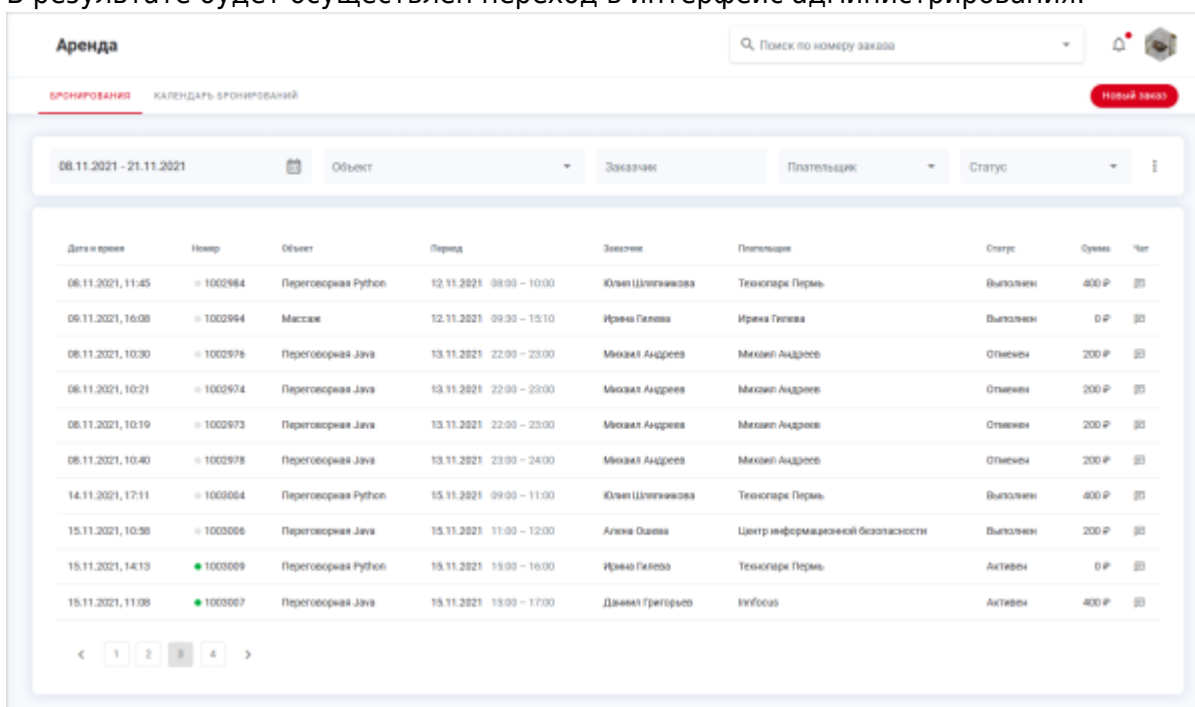 В результате будет осуществлен переход в интерфейс администрирования.
Аренда
Поиск по номеру заказа
БРОНИРОВАНИЯ КАЛЕНДАРЬ БРОНИРОВАНИЙ Новый заказ
08.11.2021 - 21.11.2021 Объект Заказчик Плательщик Статус
Дата и время Номер Объект Период Заказчик Плательщик Статус Сумма Чат
08.11.2021, 11:45 1002984 Переговорная Python 12.11.2021 08:00 – 10:00 Юлия Шляпникова Технопарк Пермь Выполнен 400 ₽
09.11.2021, 16:08 1002994 Массаж 12.11.2021 09:30 – 15:10 Ирина Гилева Ирина Гилева Выполнен 0 ₽
08.11.2021, 10:30 1002976 Переговорная Java 13.11.2021 22:00 – 23:00 Михаил Андреев Михаил Андреев Отменен 200 ₽
08.11.2021, 10:21 1002974 Переговорная Java 13.11.2021 22:00 – 23:00 Михаил Андреев Михаил Андреев Отменен 200 ₽
08.11.2021, 10:19 1002973 Переговорная Java 13.11.2021 22:00 – 23:00 Михаил Андреев Михаил Андреев Отменен 200 ₽
08.11.2021, 10:40 1002978 Переговорная Java 13.11.2021 23:00 – 24:00 Михаил Андреев Михаил Андреев Отменен 200 ₽
14.11.2021, 17:11 1003004 Переговорная Python 15.11.2021 09:00 – 11:00 Юлия Шляпникова Технопарк Пермь Выполнен 400 ₽
15.11.2021, 10:58 1003006 Переговорная Java 15.11.2021 11:00 – 12:00 Алена Ошева Центр информационной безопасности Выполнен 200 ₽
15.11.2021, 14:13 1003009 Переговорная Python 15.11.2021 15:00 – 16:00 Ирина Гилева Технопарк Пермь Активен 0 ₽
15.11.2021, 11:08 1003007 Переговорная Java 15.11.2021 15:00 – 17:00 Даниил Григорьев Innfocus Активен 400 ₽
1 2 3 4